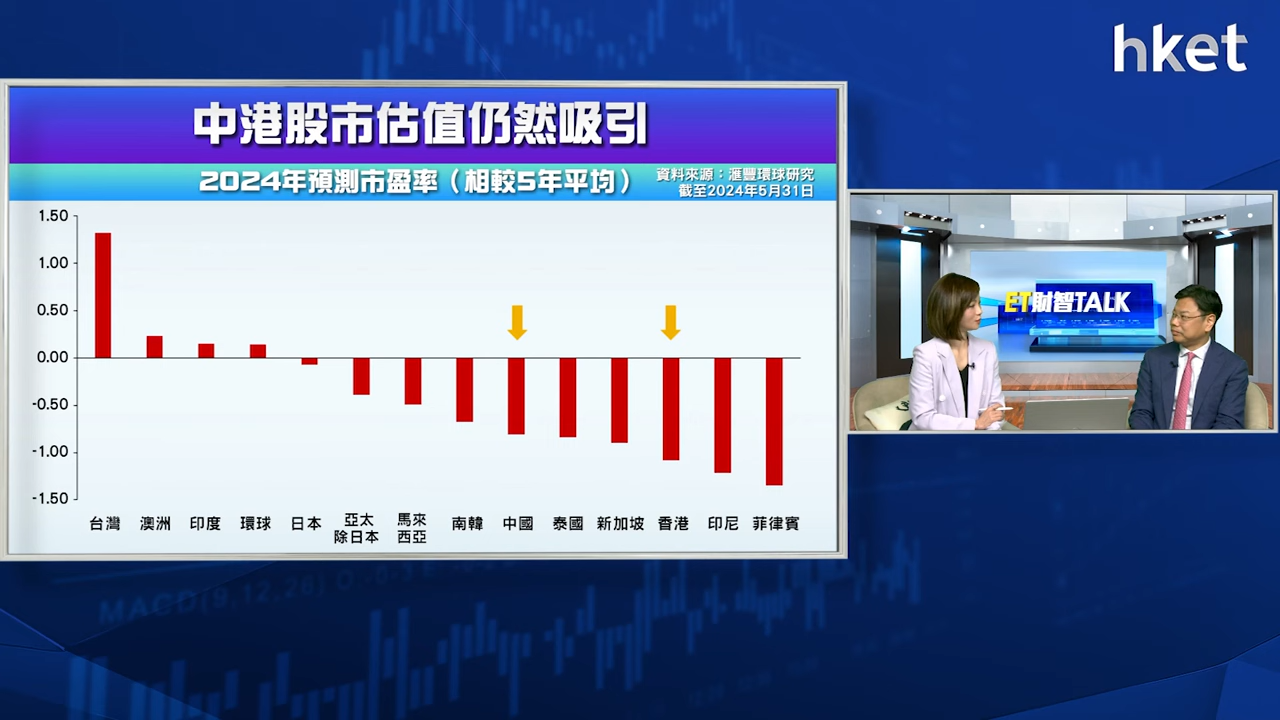 hket
中港股市估值仍然吸引
2024年預測市盈率（相較5年平均）
資料來源：滙豐環球研究
截至2024年5月31日
1.50
1.00
0.50
0.00
-0.50
-1.00
-1.50
台灣 澳洲 印度 環球 日本 亞太除日本 馬來西亞 南韓 中國 泰國 新加坡 香港 印尼 菲律賓
ET財智TALK
MACD(9,12,26)